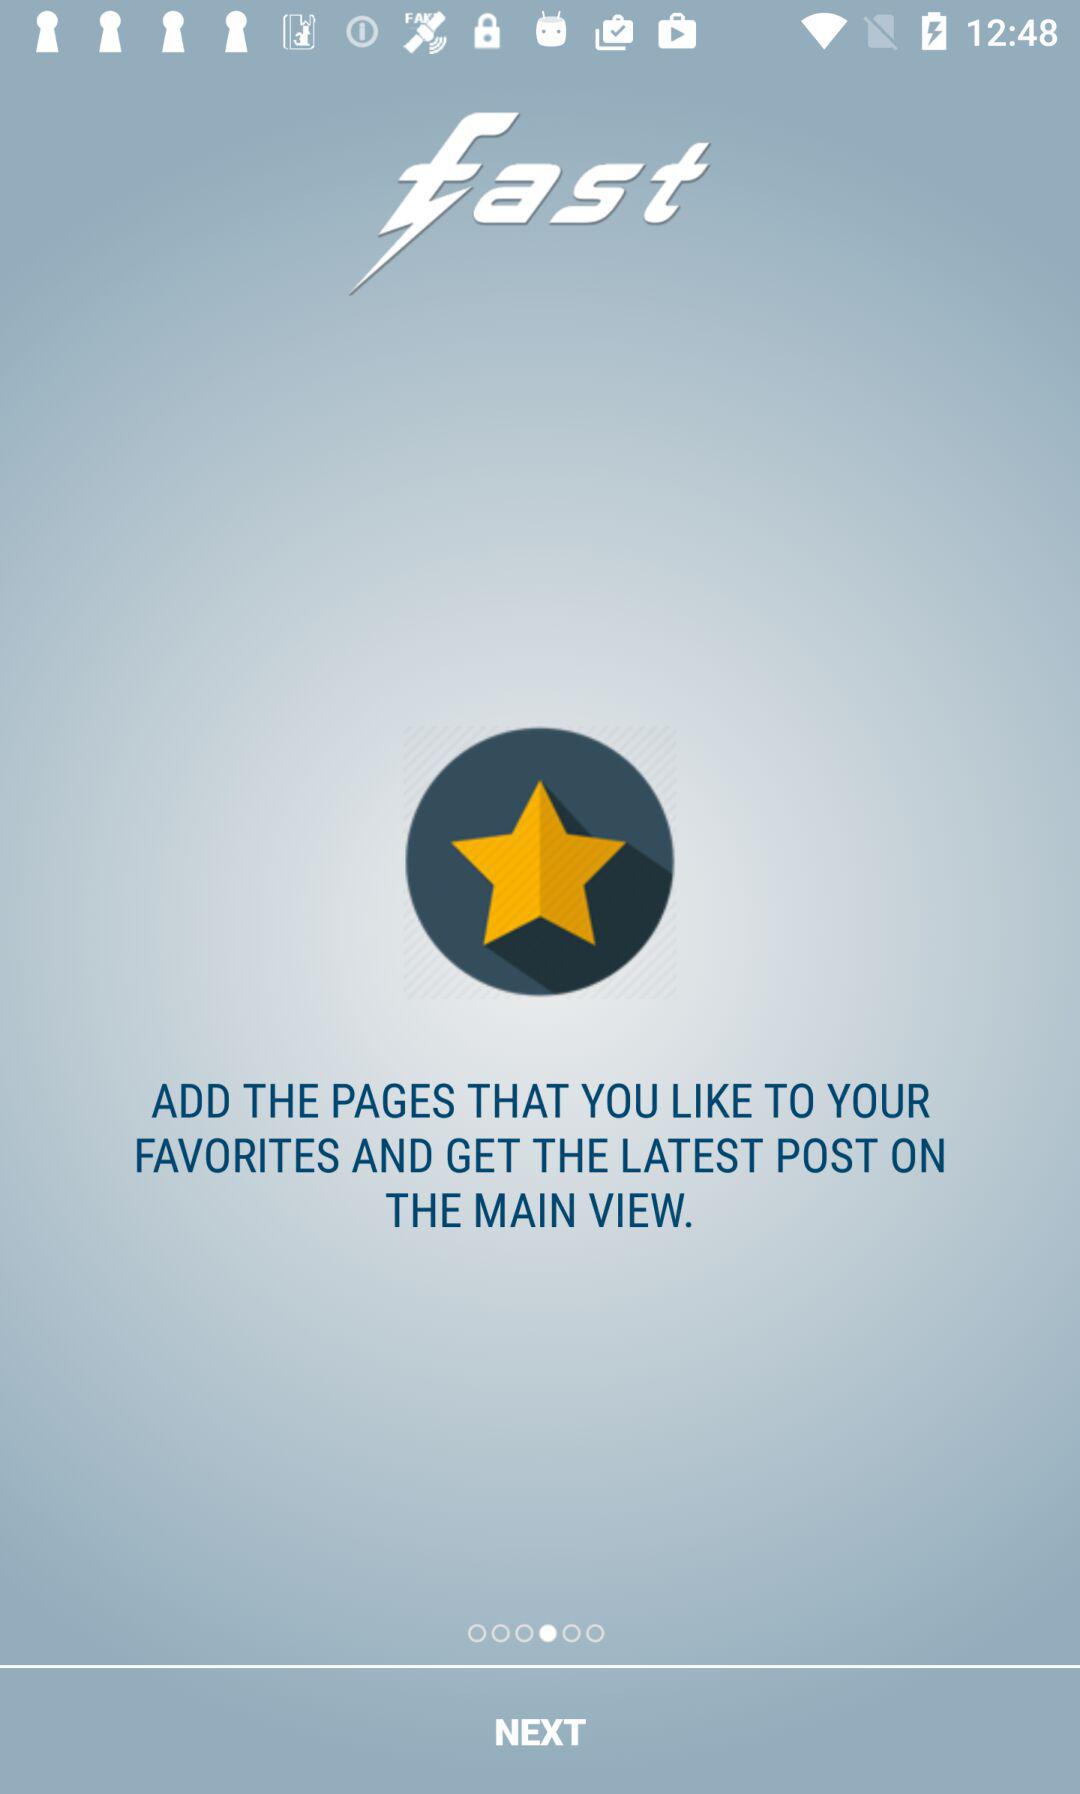 FAKE
12:48
fast
ADD THE PAGES THAT YOU LIKE TO YOUR
FAVORITES AND GET THE LATEST POST ON
THE MAIN VIEW.
NEXT